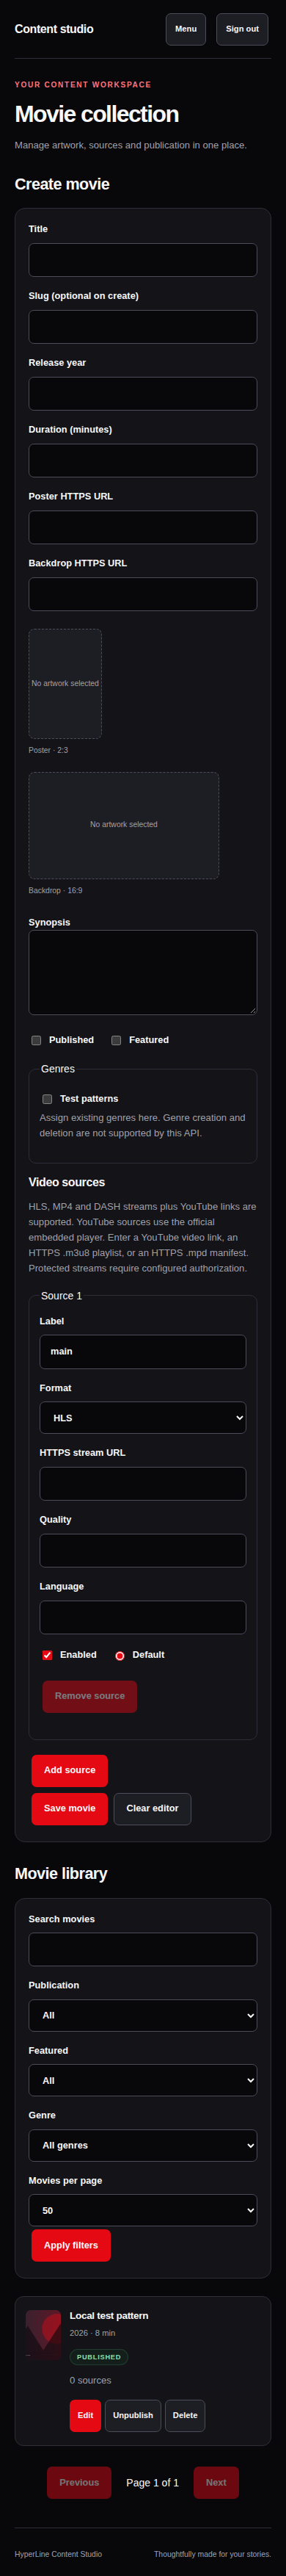 Content studio
Menu
Sign out
YOUR CONTENT WORKSPACE
Movie collection
Manage artwork, sources and publication in one place.
Create movie
Title
Slug (optional on create)
Release year
Duration (minutes)
Poster HTTPS URL
Backdrop HTTPS URL
No artwork selected
Poster · 2:3
No artwork selected
Backdrop · 16:9
Synopsis
Published
Featured
Genres
Test patterns
Assign existing genres here. Genre creation and
deletion are not supported by this API.
Video sources
HLS, MP4 and DASH streams plus YouTube links are
supported. YouTube sources use the official
embedded player. Enter a YouTube video link, an
HTTPS .m3u8 playlist, or an HTTPS .mpd manifest.
Protected streams require configured authorization.
Source 1
Label
main
Format
HLS
HTTPS stream URL
Quality
Language
Enabled
Default
Remove source
Add source
Save movie
Clear editor
Movie library
Search movies
Publication
All
Featured
All
Genre
All genres
Movies per page
50
Apply filters
Local test pattern
2026 · 8 min
PUBLISHED
0 sources
Edit
Unpublish
Delete
Previous
Page 1 of 1
Next
HyperLine Content Studio
Thoughtfully made for your stories.